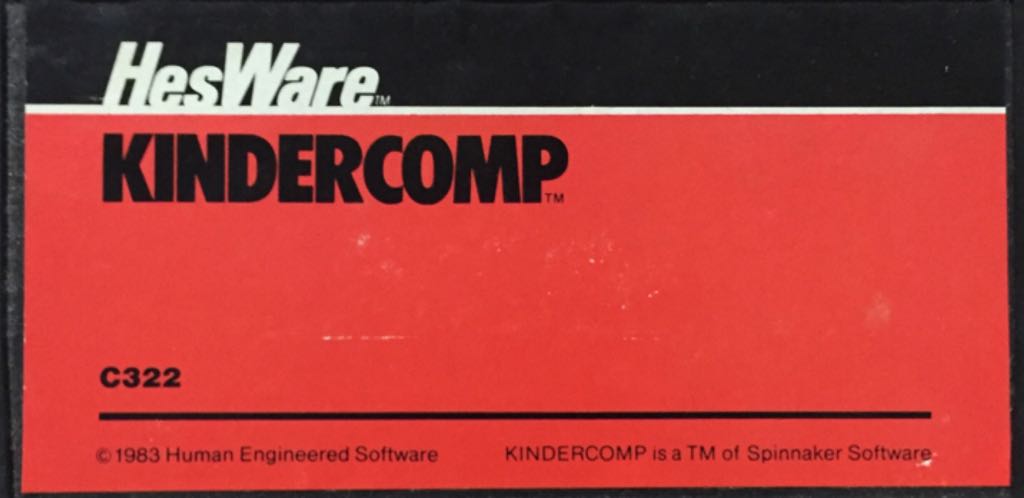 HesWare™
KINDERCOMP™
C322
©1983 Human Engineered Software KINDERCOMP is a TM of Spinnaker Software